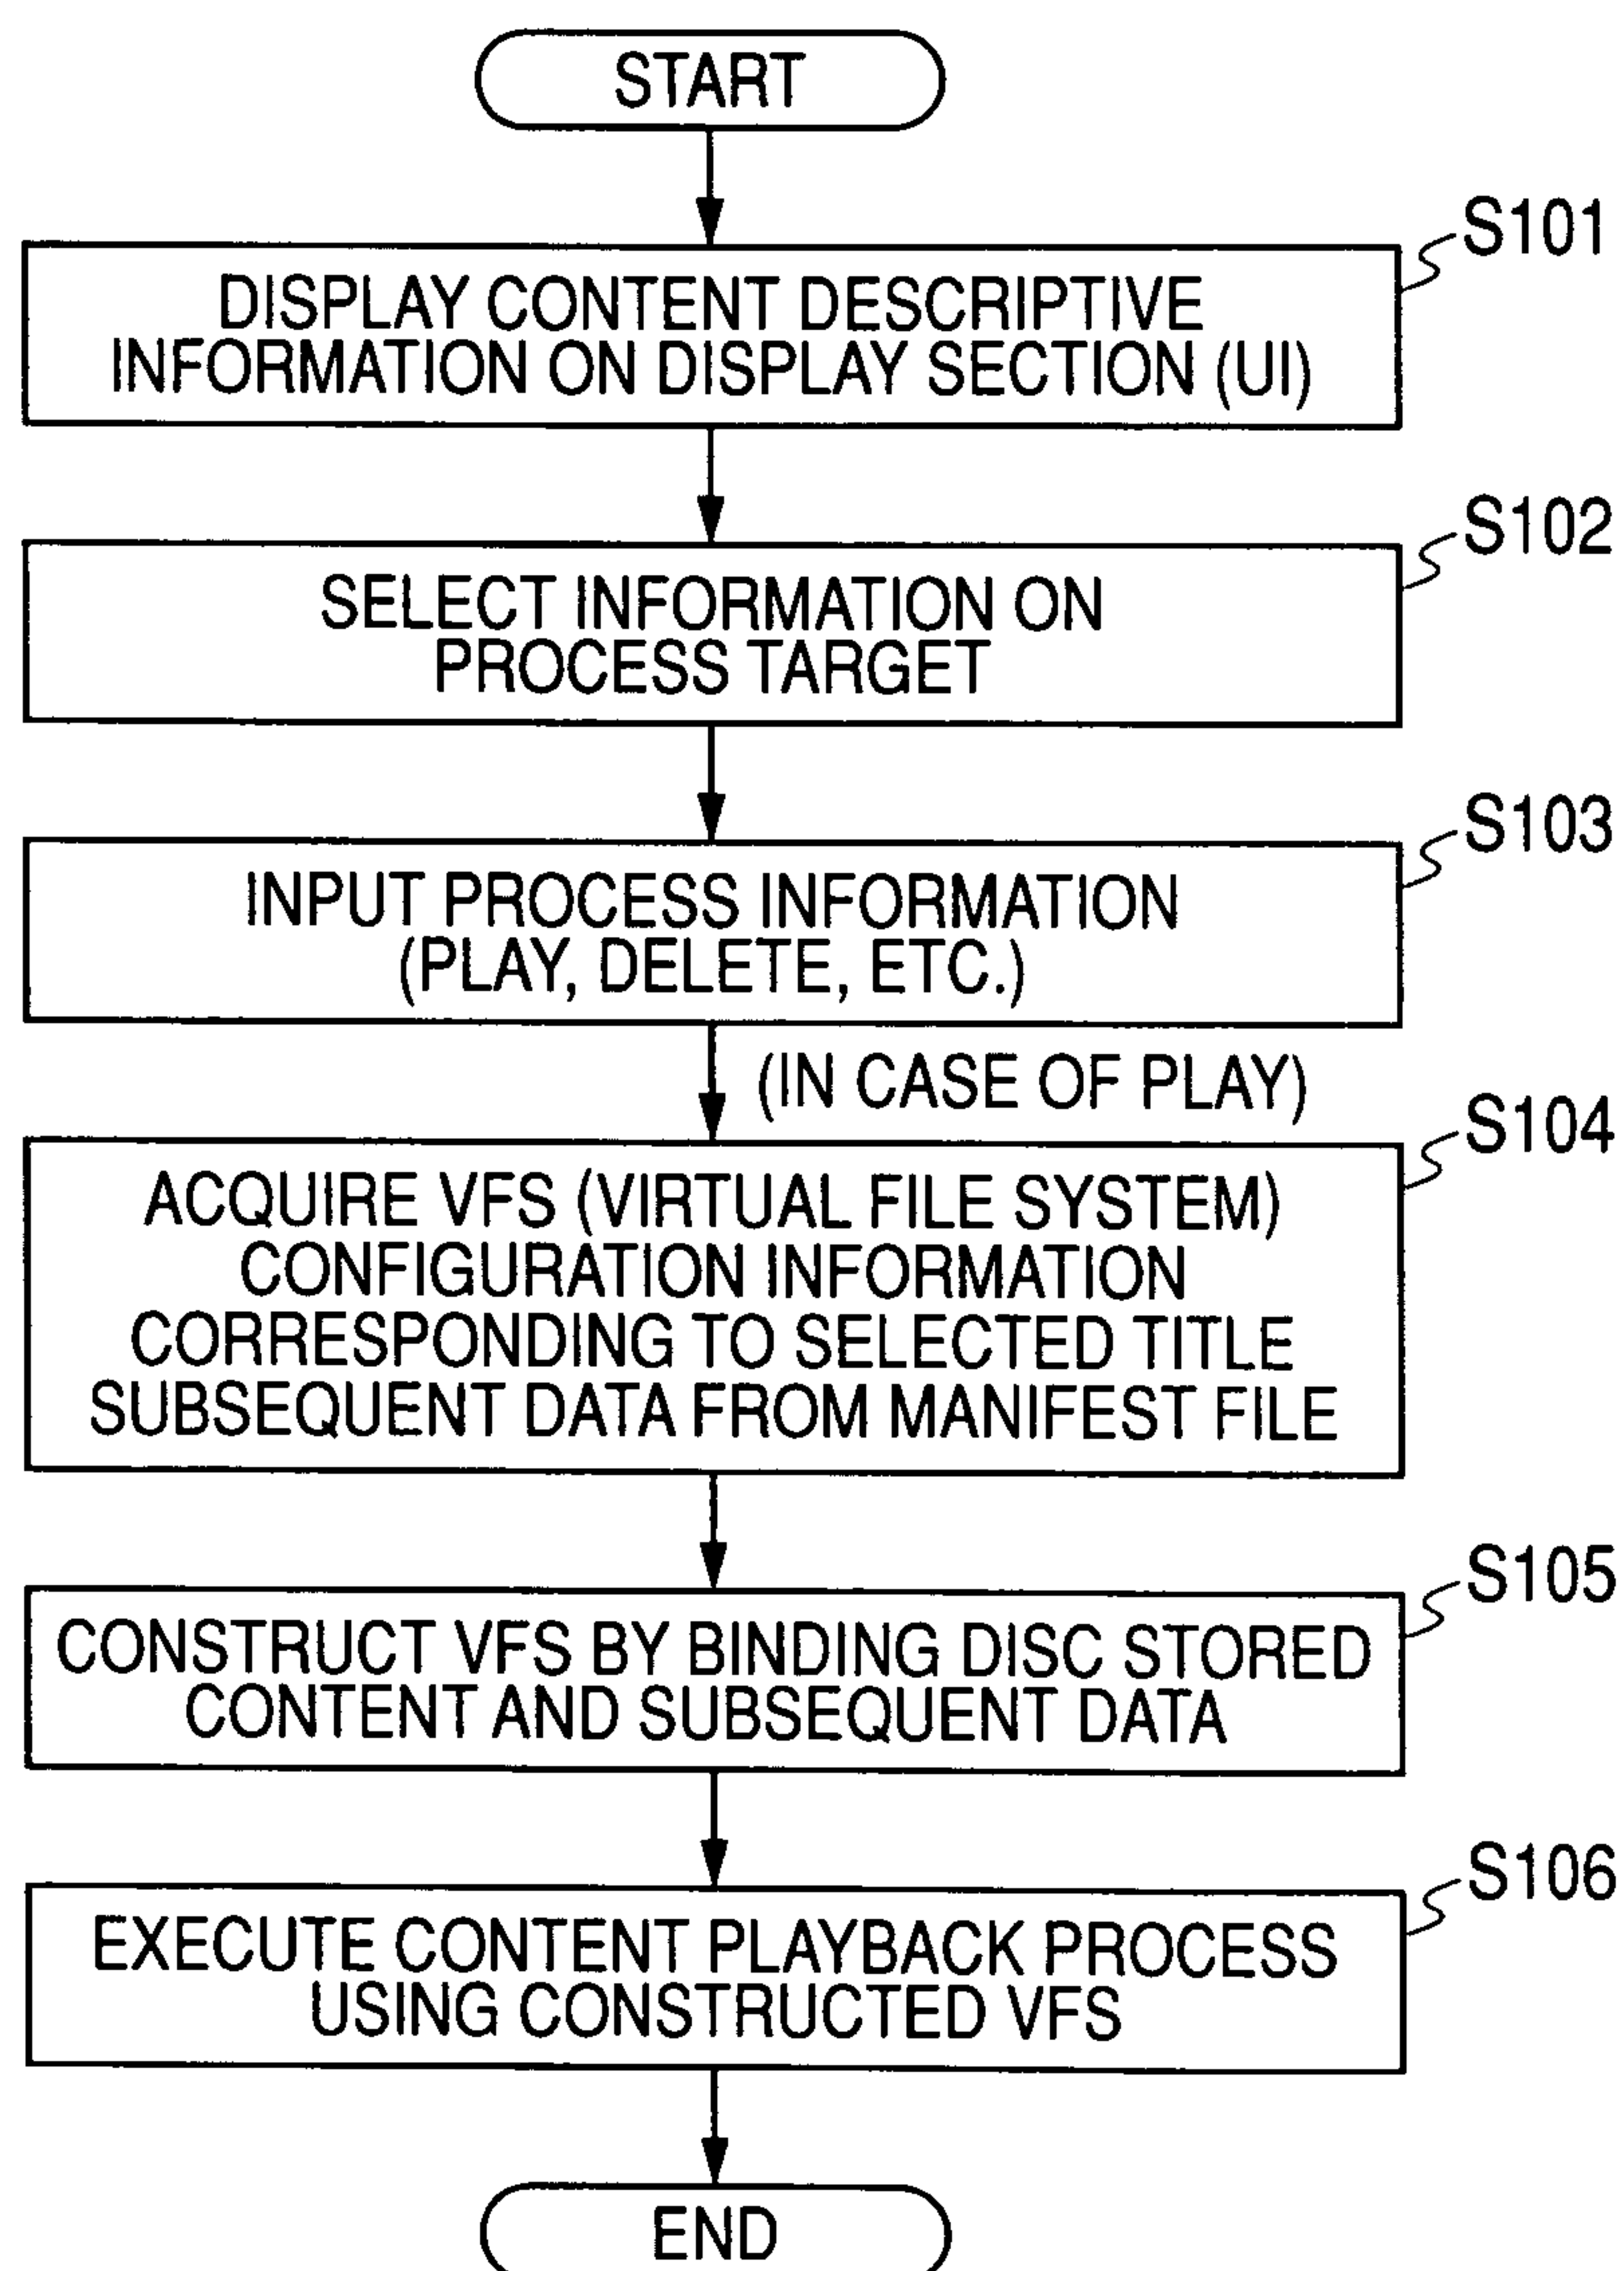 START
S101
DISPLAY CONTENT DESCRIPTIVE
INFORMATION ON DISPLAY SECTION (UI)
S102
SELECT INFORMATION ON
PROCESS TARGET
S103
INPUT PROCESS INFORMATION
(PLAY, DELETE, ETC.)
(IN CASE OF PLAY)
S104
ACQUIRE VFS (VIRTUAL FILE SYSTEM)
CONFIGURATION INFORMATION
CORRESPONDING TO SELECTED TITLE
SUBSEQUENT DATA FROM MANIFEST FILE
S105
CONSTRUCT VFS BY BINDING DISC STORED
CONTENT AND SUBSEQUENT DATA
S106
EXECUTE CONTENT PLAYBACK PROCESS
USING CONSTRUCTED VFS
END